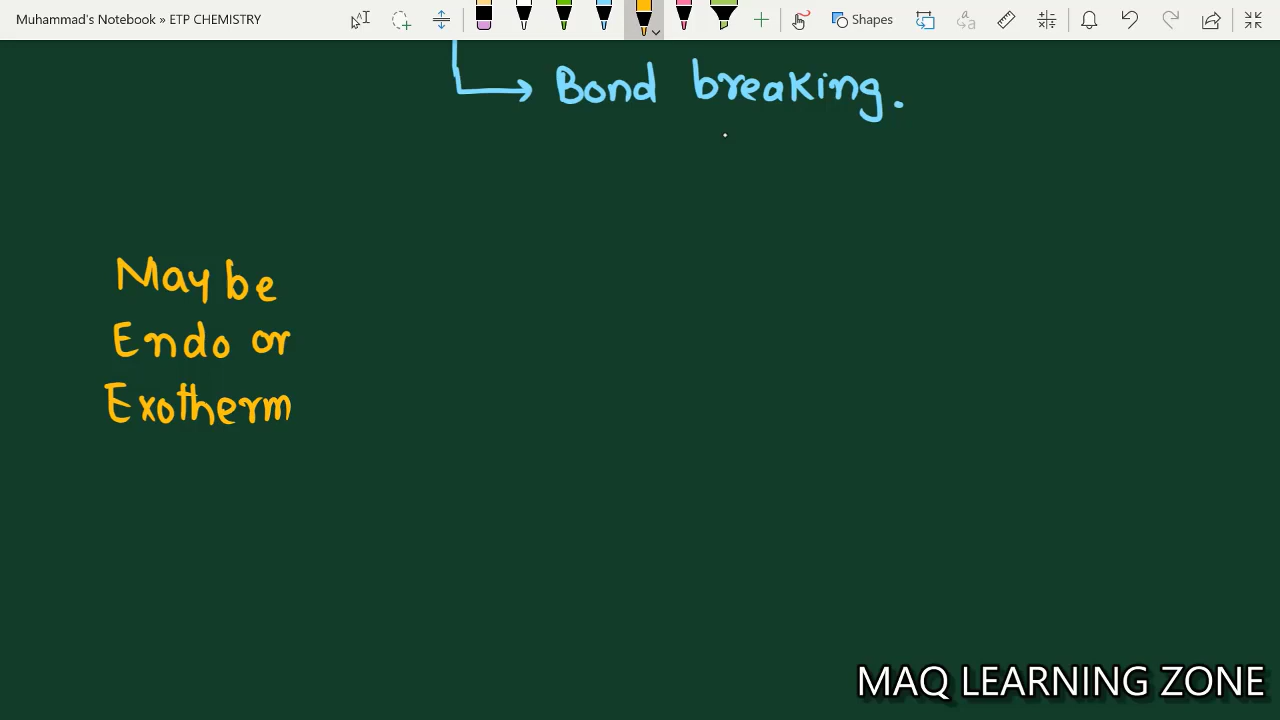 Muhammad's Notebook » ETP CHEMISTRY
Shapes
Bond breaking.
May be
Endo or
Exotherm
MAQ LEARNING ZONE